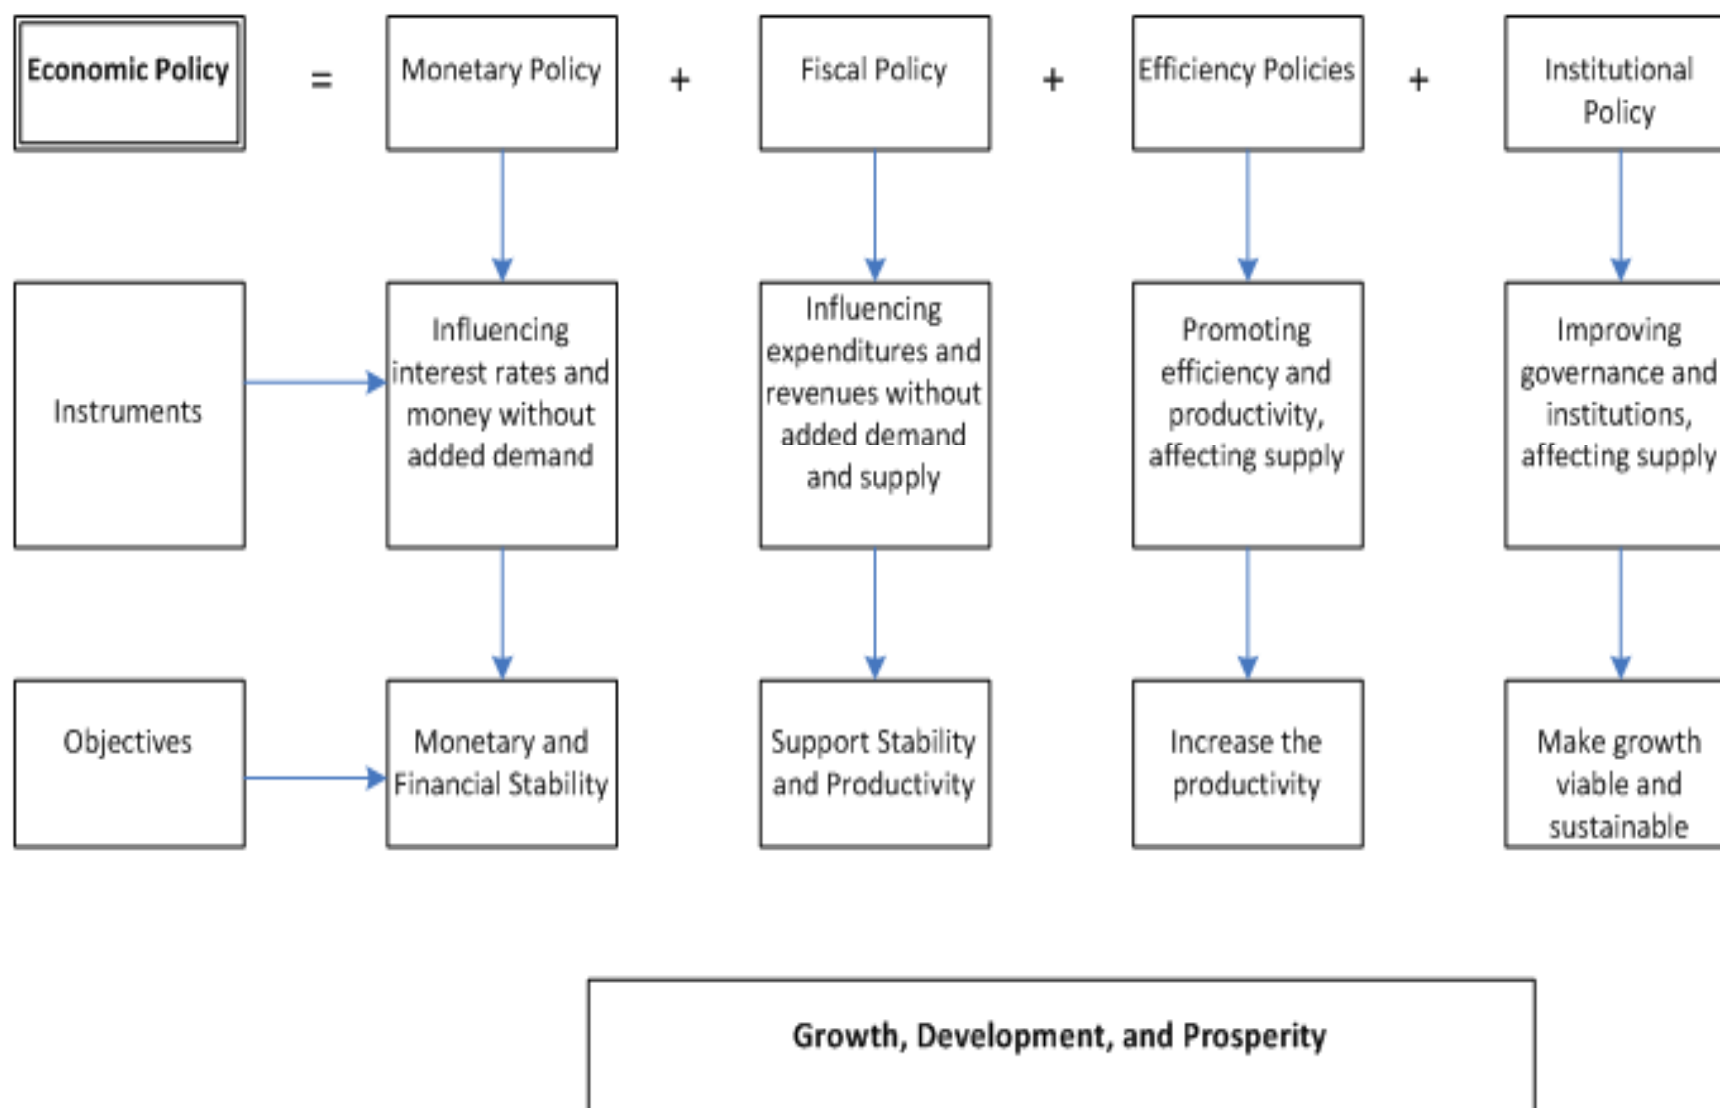 Economic Policy
=
Monetary Policy
+
Fiscal Policy
+
Efficiency Policies
+
Institutional
Policy
Instruments
Influencing
interest rates and
money without
added demand
Influencing
expenditures and
revenues without
added demand
and supply
Promoting
efficiency and
productivity,
affecting supply
Improving
governance and
institutions,
affecting supply
Objectives
Monetary and
Financial Stability
Support Stability
and Productivity
Increase the
productivity
Make growth
viable and
sustainable
Growth, Development, and Prosperity